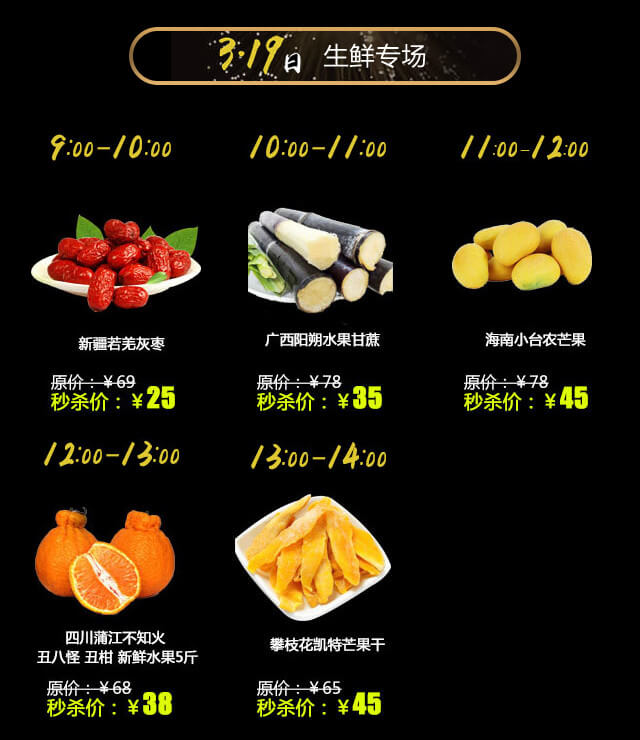 3·19日 生鲜专场
9:00-10:00
新疆若羌灰枣
原价：￥69
秒杀价：￥25
10:00-11:00
广西阳朔水果甘蔗
原价：￥78
秒杀价：￥35
11:00-12:00
海南小台农芒果
原价：￥78
秒杀价：￥45
12:00-13:00
四川蒲江不知火
丑八怪 丑柑 新鲜水果5斤
原价：￥68
秒杀价：￥38
13:00-14:00
攀枝花凯特芒果干
原价：￥65
秒杀价：￥45